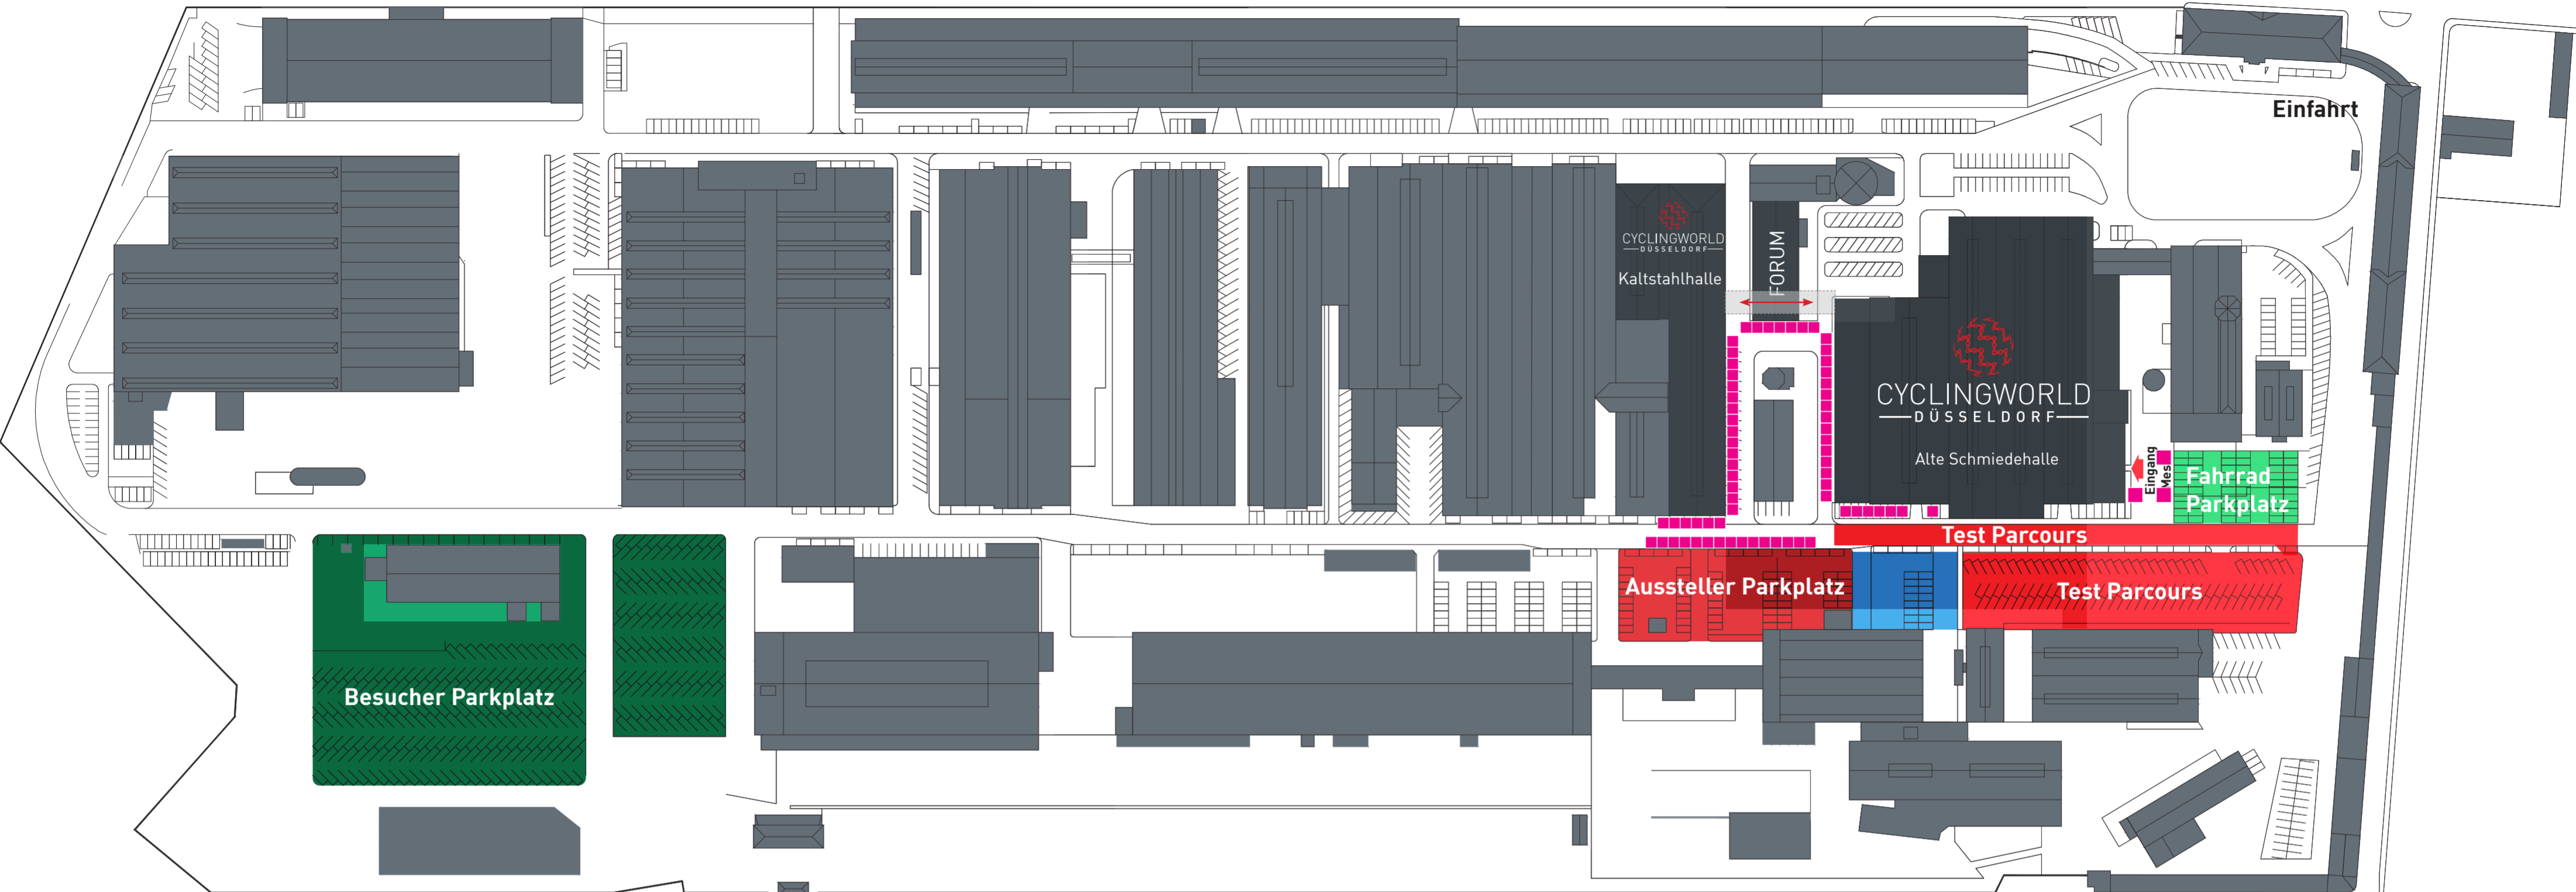 Einfahrt
CYCLINGWORLD
DÜSSELDORF
Kaltstahlhalle
FORUM
CYCLINGWORLD
DÜSSELDORF
Alte Schmiedehalle
Eingang
Mes
Fahrrad
Parkplatz
Test Parcours
Aussteller Parkplatz
Test Parcours
Besucher Parkplatz